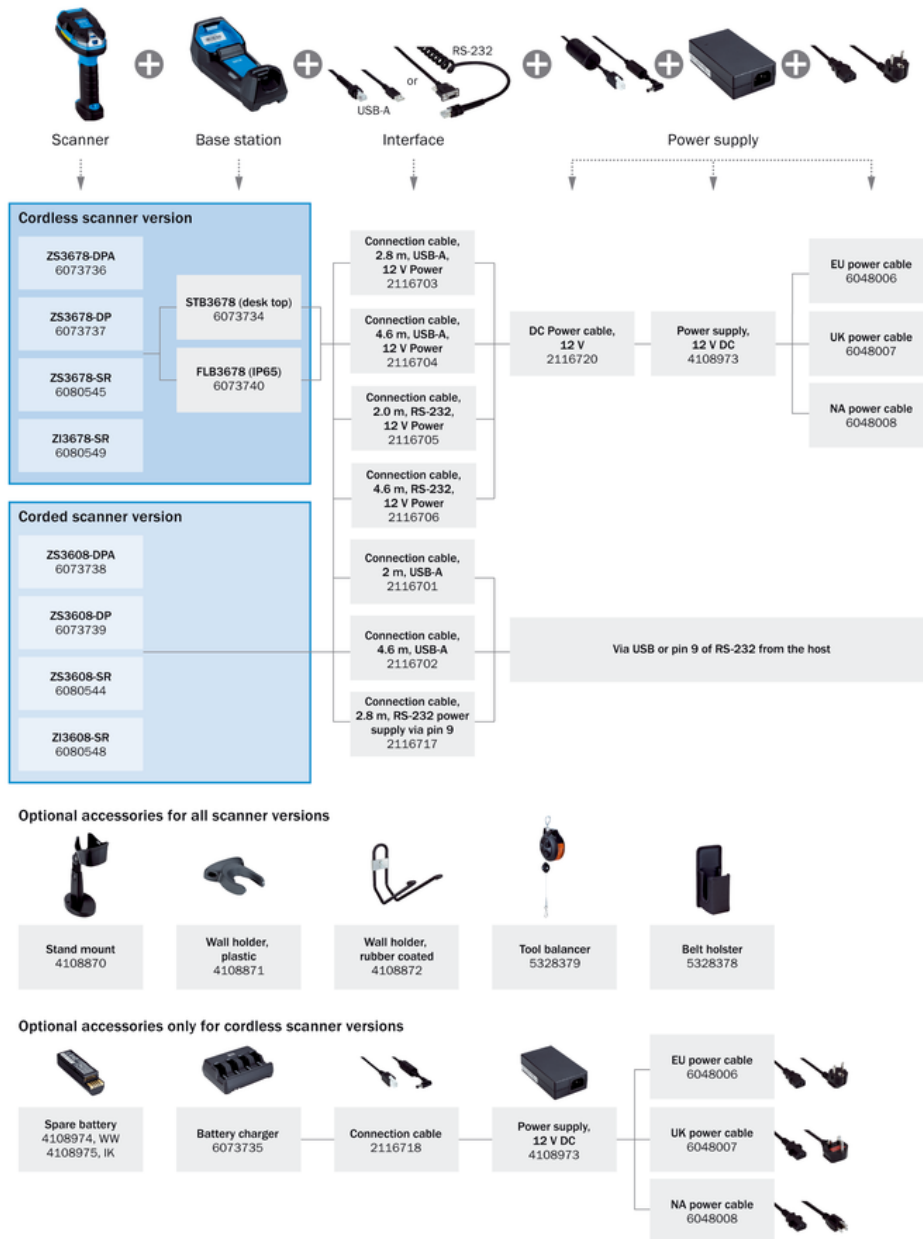 RS-232
or
USB-A
Scanner
Base station
Interface
Power supply
Cordless scanner version
ZS3678-DPA
6073736
ZS3678-DP
6073737
ZS3678-SR
6080545
ZI3678-SR
6080549
STB3678 (desk top)
6073734
FLB3678 (IP65)
6073740
Connection cable,
2.8 m, USB-A,
12 V Power
2116703
Connection cable,
4.6 m, USB-A,
12 V Power
2116704
Connection cable,
2.0 m, RS-232,
12 V Power
2116705
Connection cable,
4.6 m, RS-232,
12 V Power
2116706
DC Power cable,
12 V
2116720
Power supply,
12 V DC
4108973
EU power cable
6048006
UK power cable
6048007
NA power cable
6048008
Corded scanner version
ZS3608-DPA
6073738
ZS3608-DP
6073739
ZS3608-SR
6080544
ZI3608-SR
6080548
Connection cable,
2 m, USB-A
2116701
Connection cable,
4.6 m, USB-A
2116702
Connection cable,
2.8 m, RS-232 power
supply via pin 9
2116717
Via USB or pin 9 of RS-232 from the host
Optional accessories for all scanner versions
Stand mount
4108870
Wall holder,
plastic
4108871
Wall holder,
rubber coated
4108872
Tool balancer
5328379
Belt holster
5328378
Optional accessories only for cordless scanner versions
Spare battery
4108974, WW
4108975, IK
Battery charger
6073735
Connection cable
2116718
Power supply,
12 V DC
4108973
EU power cable
6048006
UK power cable
6048007
NA power cable
6048008